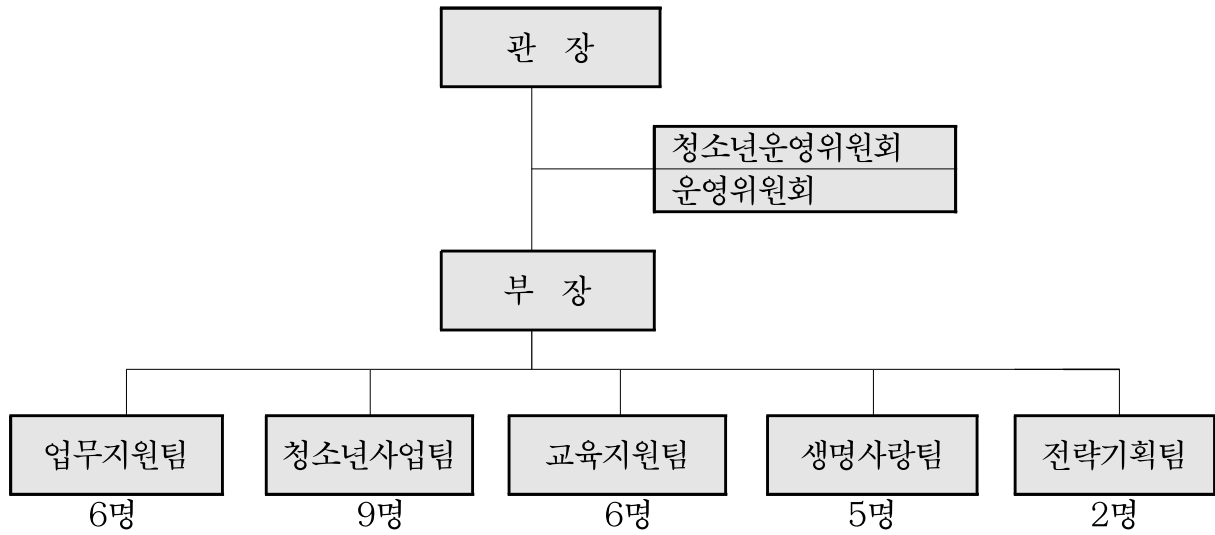 관 장
청소년운영위원회
운영위원회
부 장
업무지원팀 청소년사업팀 교육지원팀 생명사랑팀 전략기획팀
6명 9명 6명 5명 2명